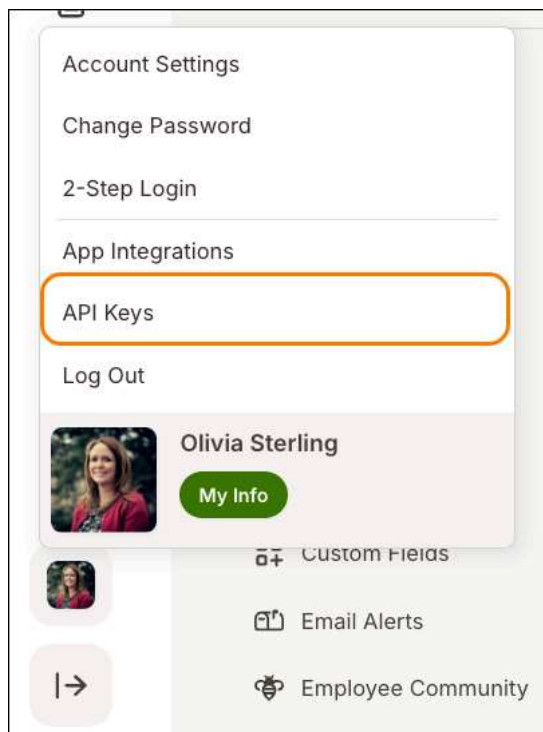 Account Settings
Change Password
2-Step Login
App Integrations
API Keys
Log Out
Olivia Sterling
My Info
Custom Fields
Email Alerts
Employee Community